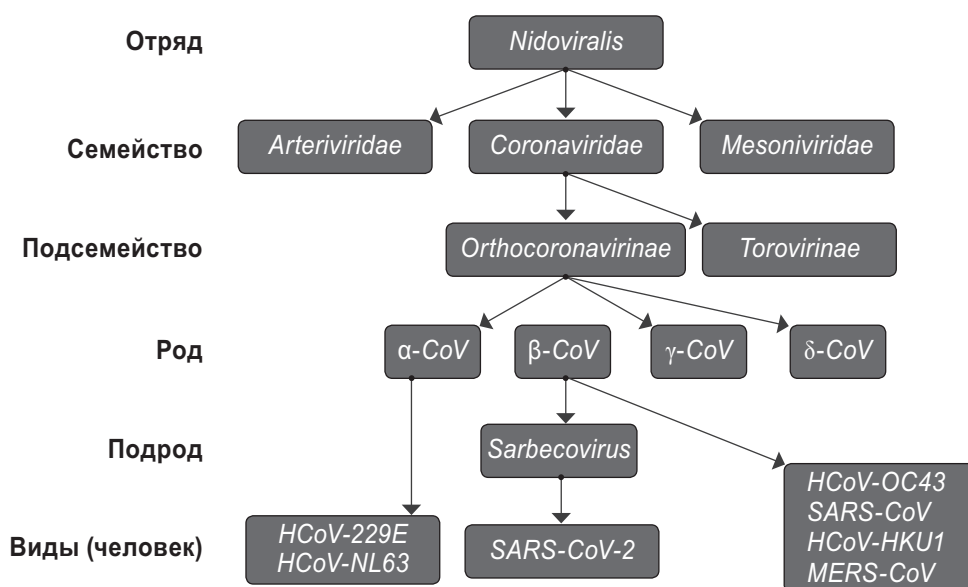 Отряд
Nidoviralis
Семейство
Arteriviridae
Coronaviridae
Mesoniviridae
Подсемейство
Orthocoronavirinae
Torovirinae
Род
α-CoV
β-CoV
γ-CoV
δ-CoV
Подрод
Sarbecovirus
Виды (человек)
HCoV-229E
HCoV-NL63
SARS-CoV-2
HCoV-OC43
SARS-CoV
HCoV-HKU1
MERS-CoV